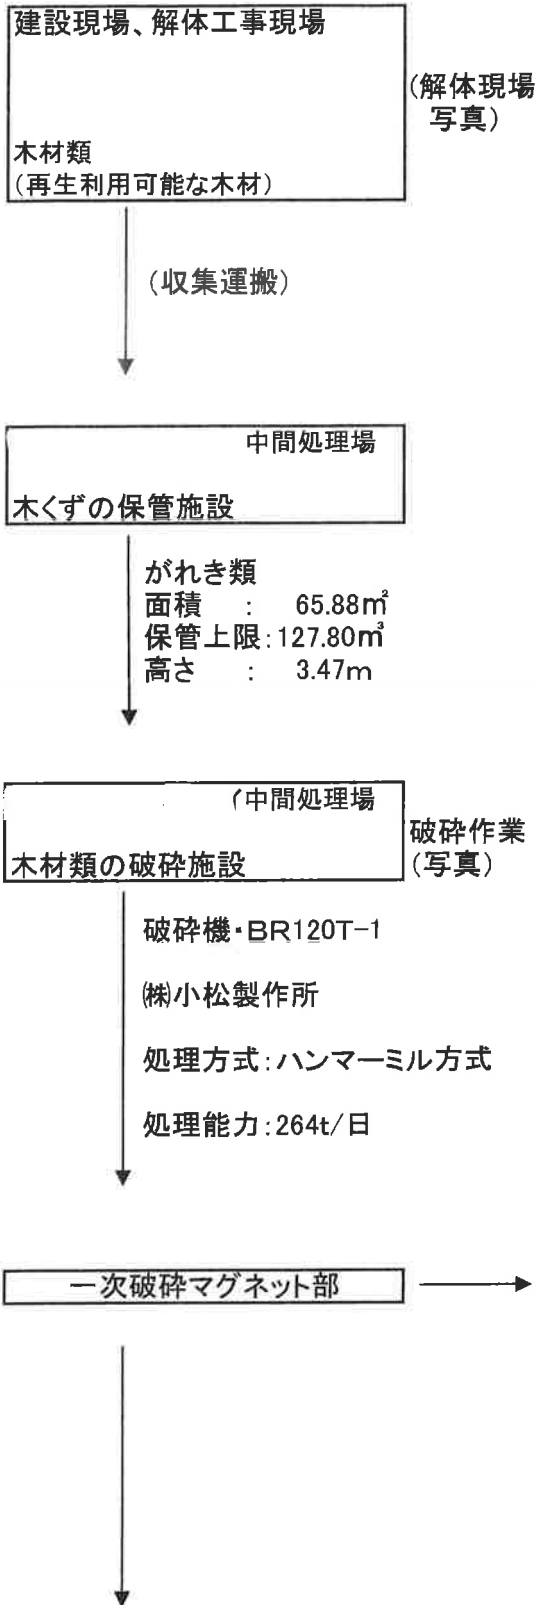 建設現場、解体工事現場
(解体現場
写真)
木材類
(再生利用可能な木材)
(収集運搬)
中間処理場
木くずの保管施設
がれき類
面積　:　65.88㎡
保管上限:127.80㎥
高さ　:　3.47m
(中間処理場
木材類の破砕施設
破砕作業
(写真)
破砕機・BR120T-1
㈱小松製作所
処理方式:ハンマーミル方式
処理能力:264t/日
一次破砕マグネット部